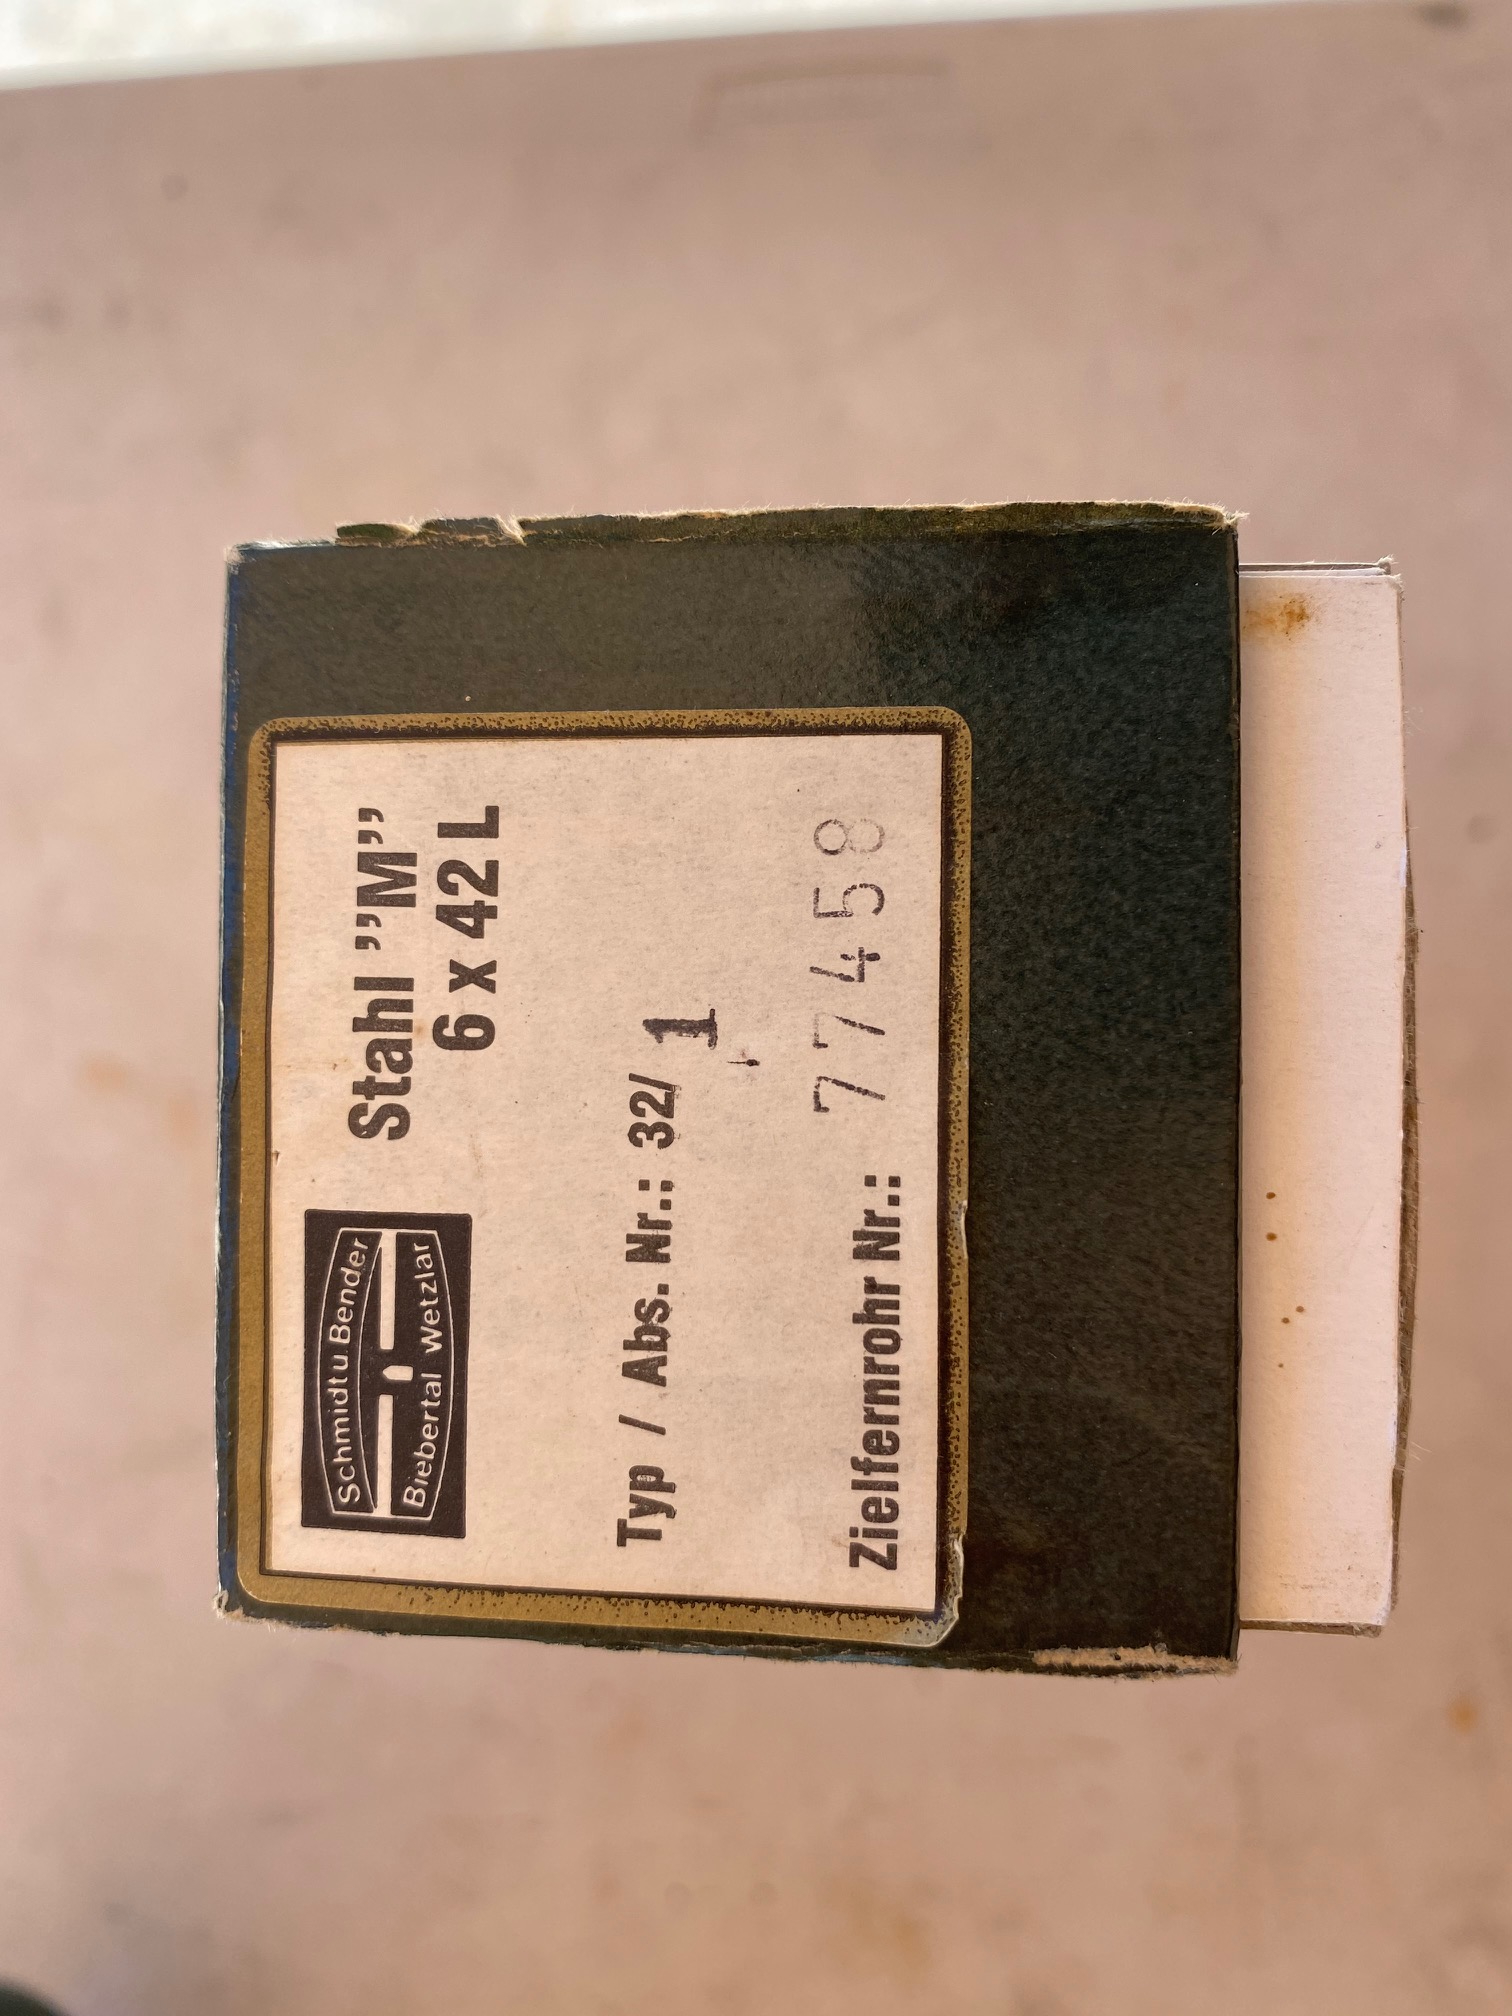 Schmidt u Bender
Biebertal Wetzlar
Stahl "M"
6 x 42 L
Typ / Abs. Nr.: 32/ 1
Zielfernrohr Nr.: 77458